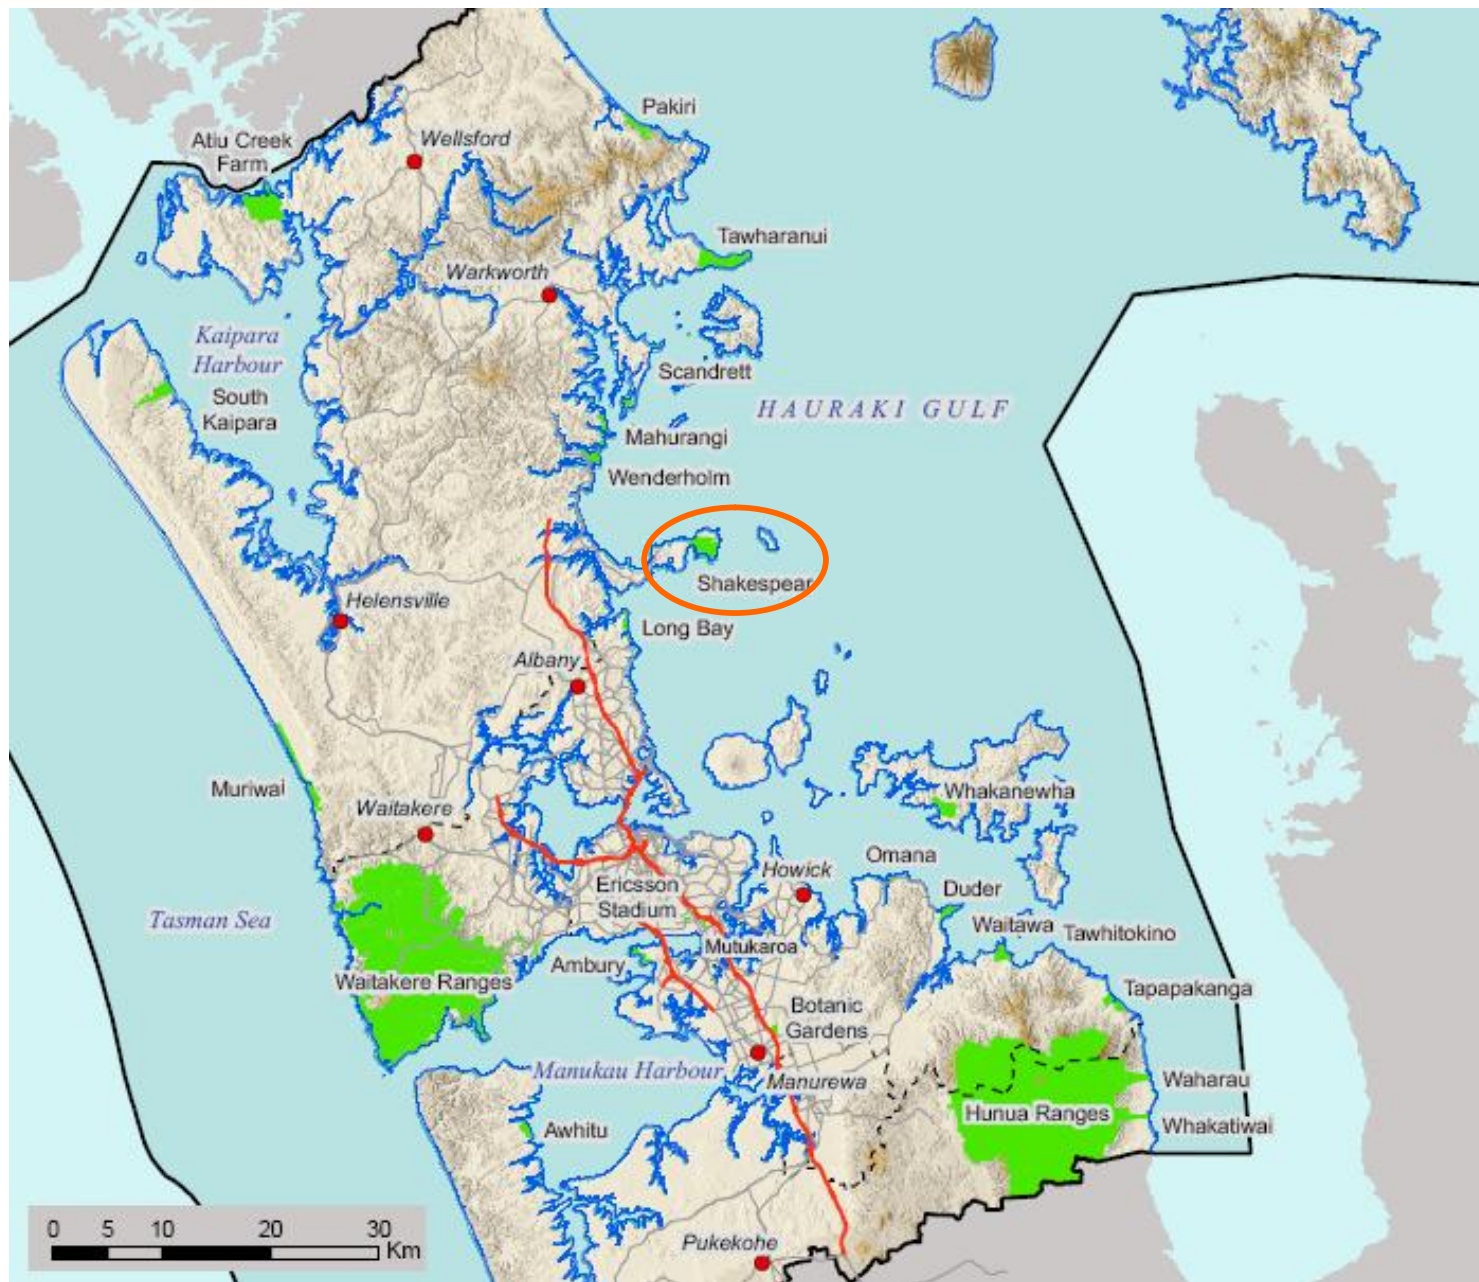 Pakiri
Atiu Creek
Farm
Wellsford
Tawharanui
Warkworth
Kaipara
Harbour
Scandrett
South
Kaipara
HAURAKI GULF
Mahurangi
Wenderholm
Shakespear
Helensville
Long Bay
Albany
Muriwai
Whakanewha
Waitakere
Omana
Howick
Ericsson
Stadium
Duder
Tasman Sea
Waitawa
Tawhitokino
Mutukaroa
Ambury
Waitakere Ranges
Tapapakanga
Botanic
Gardens
Manukau Harbour
Manurewa
Waharau
Hunua Ranges
Whakatiwai
Awhitu
0 5 10 20 30
Km
Pukekohe